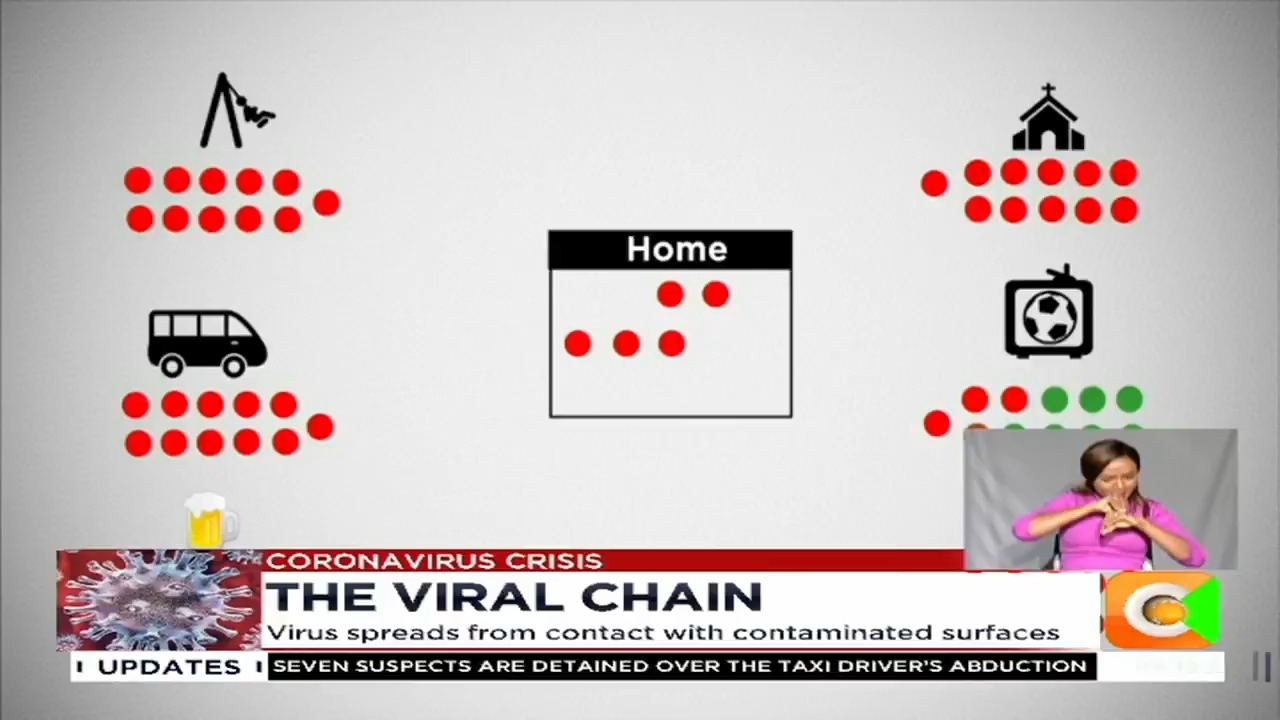 Home
CORONAVIRUS CRISIS
THE VIRAL CHAIN
Virus spreads from contact with contaminated surfaces
UPDATES
SEVEN SUSPECTS ARE DETAINED OVER THE TAXI DRIVER'S ABDUCTION